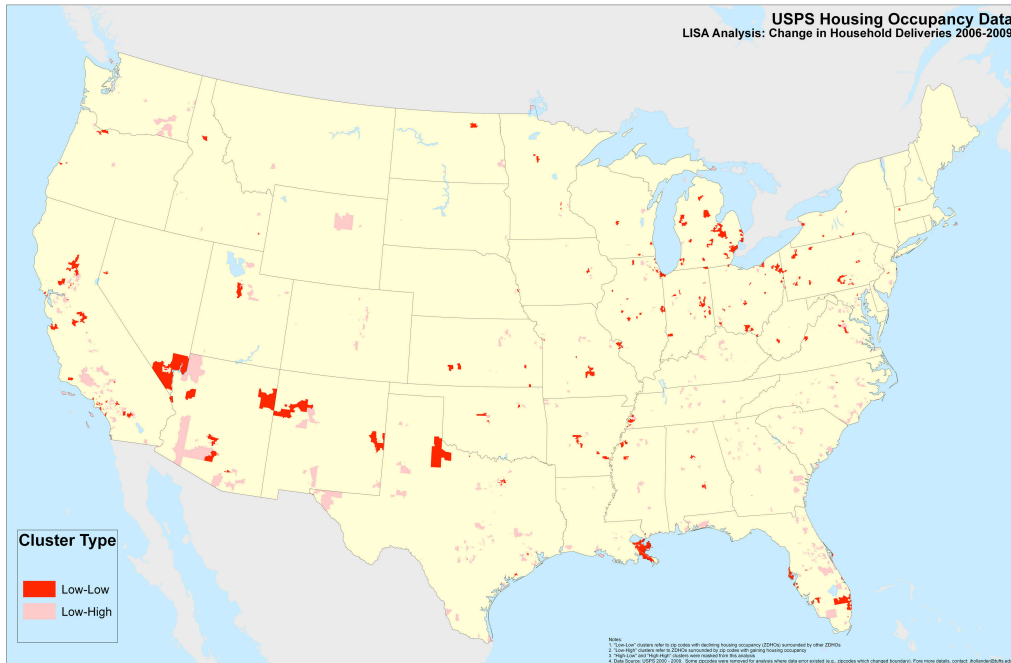 USPS Housing Occupancy Data
LISA Analysis: Change in Household Deliveries 2006-2009
Cluster Type
Low-Low
Low-High
Notes:
1. "Low-Low" clusters refer to zip codes with declining housing occupancy (ZDHOs) surrounded by other ZDHOs
2. "Low-High" clusters refer to ZDHOs surrounded by zip codes with gaining housing occupancy
3. "High-Low" and "High-High" clusters were masked from this analysis
4. Data Source: USPS 2000 - 2009. Some zipcodes were removed for analysis where data error existed (e.g., zipcodes which changed boundary). Fore more details, contact: